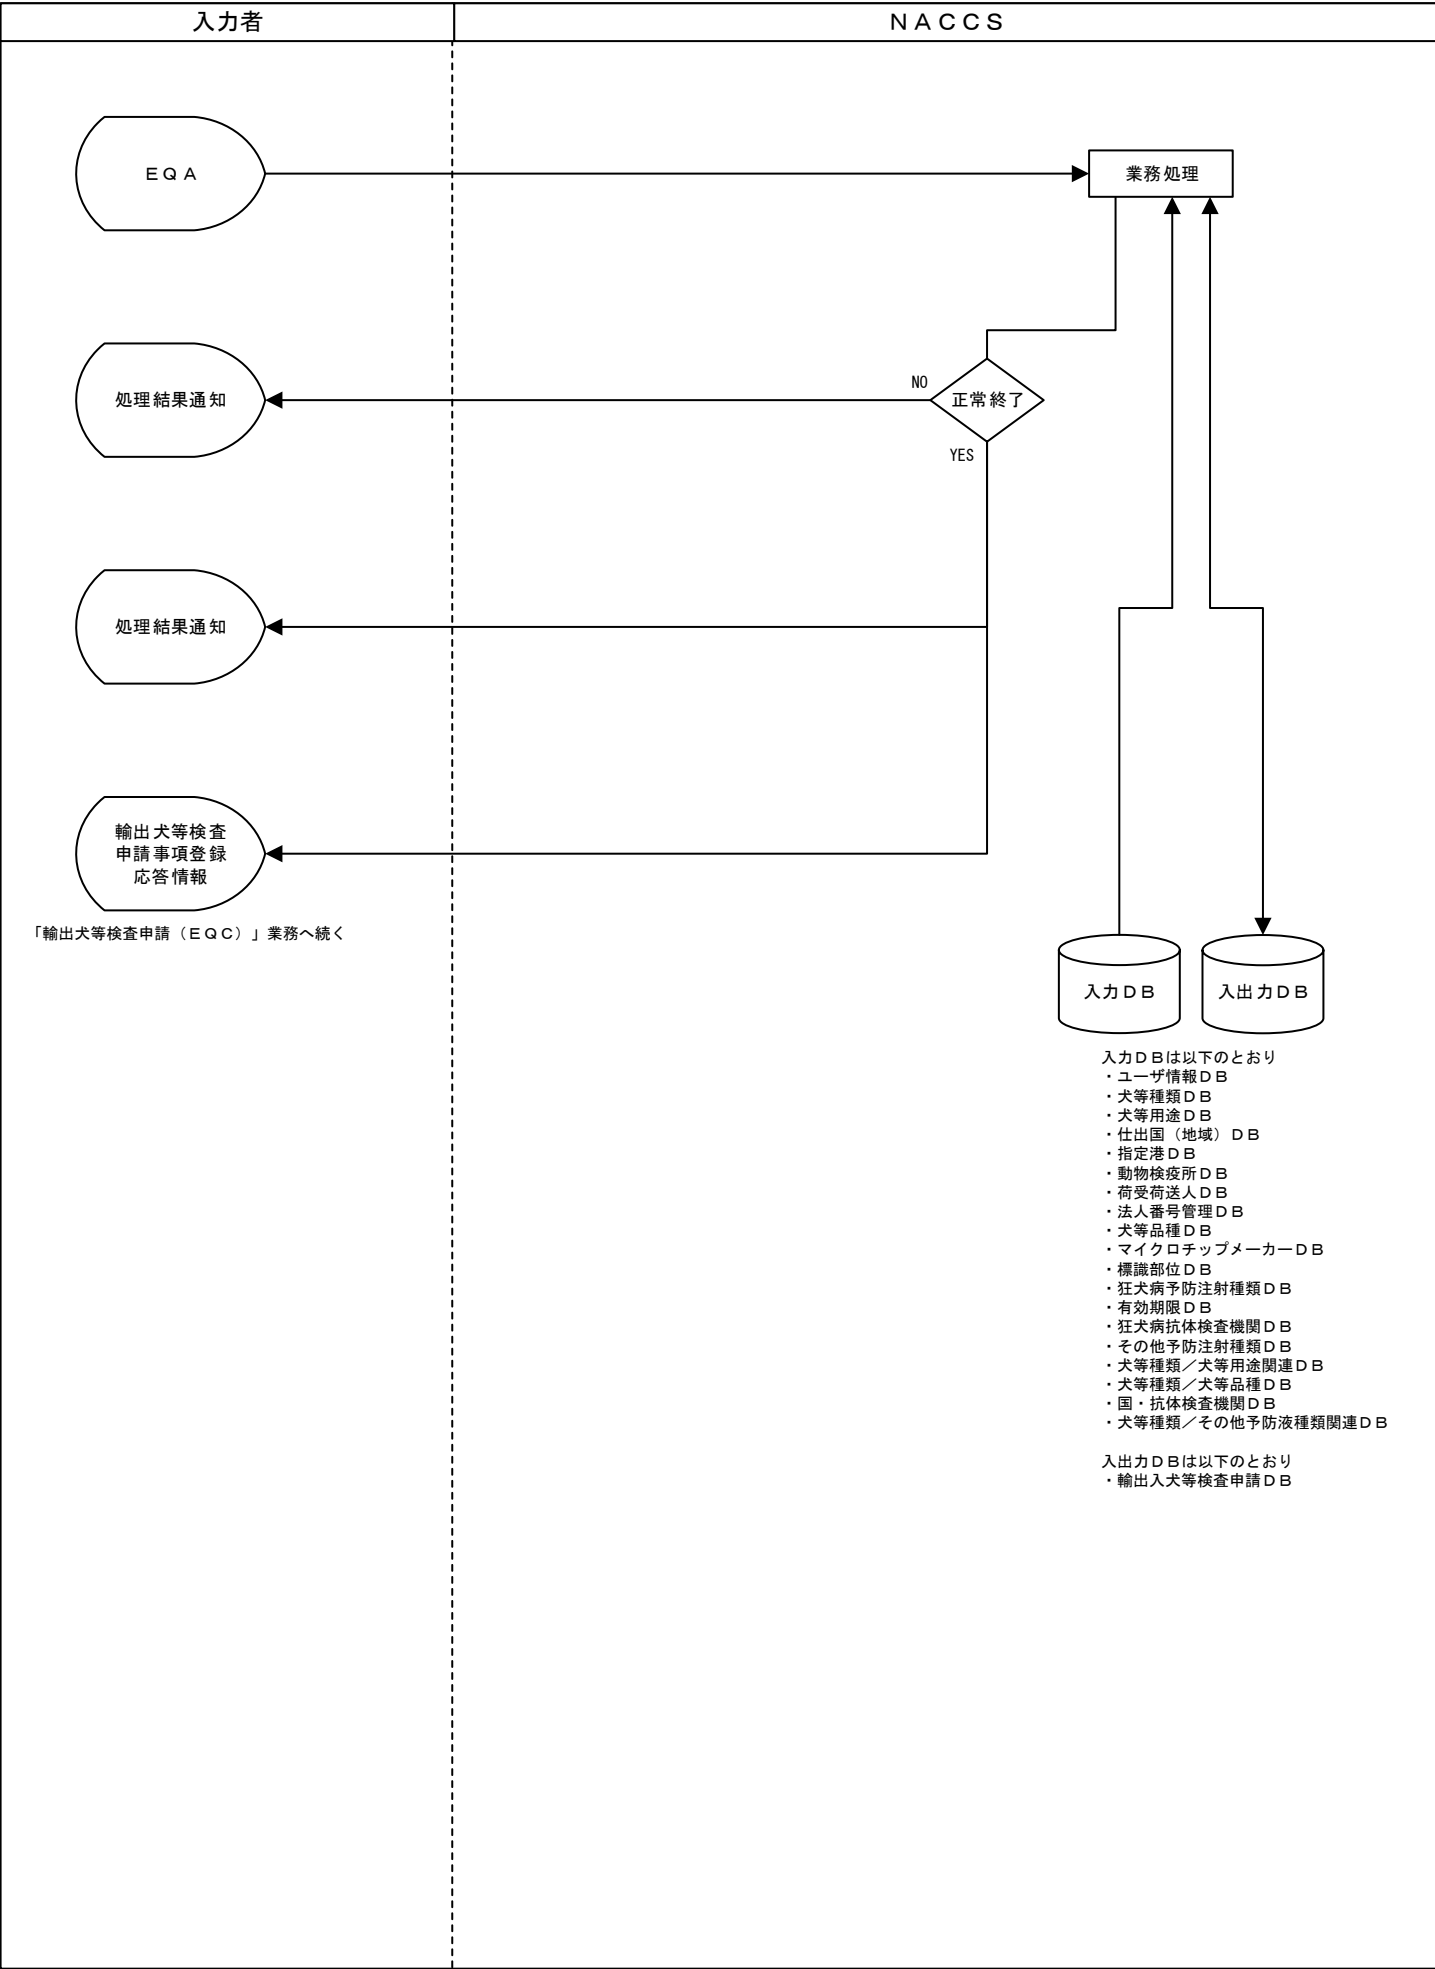 入力者
ＮＡＣＣＳ
ＥＱＡ
業務処理
処理結果通知
NO
正常終了
YES
処理結果通知
輸出犬等検査
申請事項登録
応答情報
「輸出犬等検査申請（ＥＱＣ）」業務へ続く
入力ＤＢ
入出力ＤＢ
入力ＤＢは以下のとおり
・ユーザ情報ＤＢ
・犬等種類ＤＢ
・犬等用途ＤＢ
・仕出国（地域）ＤＢ
・指定港ＤＢ
・動物検疫所ＤＢ
・荷受荷送人ＤＢ
・法人番号管理ＤＢ
・犬等品種ＤＢ
・マイクロチップメーカーＤＢ
・標識部位ＤＢ
・狂犬病予防注射種類ＤＢ
・有効期限ＤＢ
・狂犬病抗体検査機関ＤＢ
・その他予防注射種類ＤＢ
・犬等種類／犬等用途関連ＤＢ
・犬等種類／犬等品種ＤＢ
・国・抗体検査機関ＤＢ
・犬等種類／その他予防液種類関連ＤＢ
入出力ＤＢは以下のとおり
・輸出入犬等検査申請ＤＢ